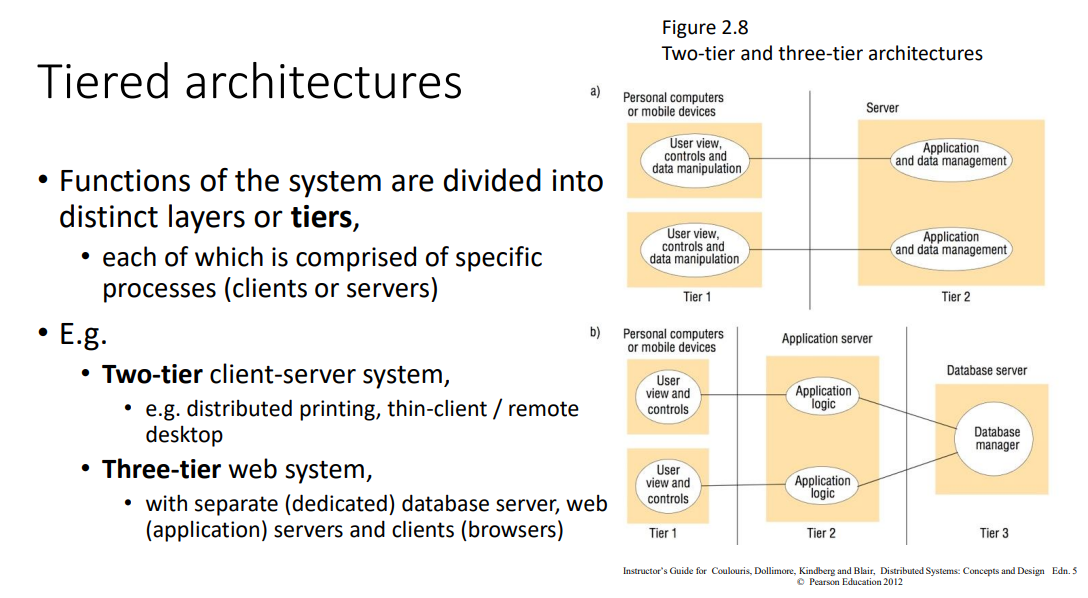 Tiered architectures
• Functions of the system are divided into
distinct layers or tiers,
• each of which is comprised of specific
processes (clients or servers)
• E.g.
• Two-tier client-server system,
• e.g. distributed printing, thin-client / remote
desktop
• Three-tier web system,
• with separate (dedicated) database server, web
(application) servers and clients (browsers)
Figure 2.8
Two-tier and three-tier architectures
a)
Personal computers
or mobile devices
Server
User view,
controls and
data manipulation
Application
and data management
User view,
controls and
data manipulation
Application
and data management
Tier 1
Tier 2
b)
Personal computers
or mobile devices
Application server
Database server
User
view and
controls
Application
logic
Database
manager
User
view and
controls
Application
logic
Tier 1
Tier 2
Tier 3
Instructor's Guide for Coulouris, Dollimore, Kindberg and Blair, Distributed Systems: Concepts and Design Edn. 5
© Pearson Education 2012